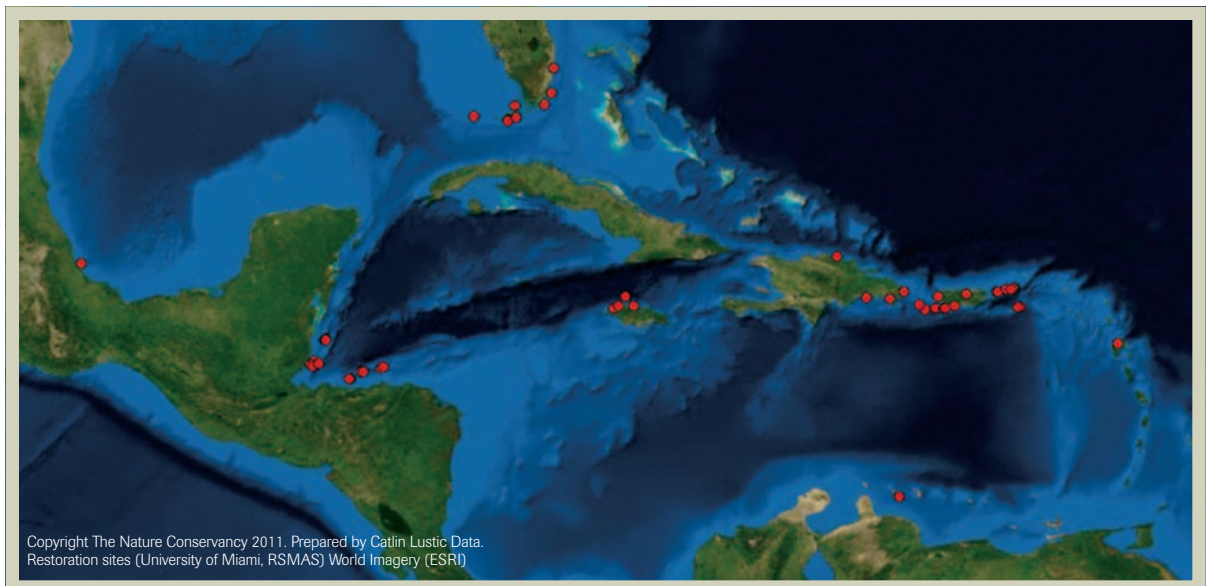 Copyright The Nature Conservancy 2011. Prepared by Catlin Lustic Data.
Restoration sites (University of Miami, RSMAS) World Imagery (ESRI)